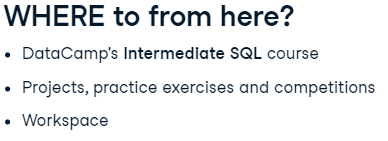 WHERE to from here?
• DataCamp's Intermediate SQL course
• Projects, practice exercises and competitions
• Workspace